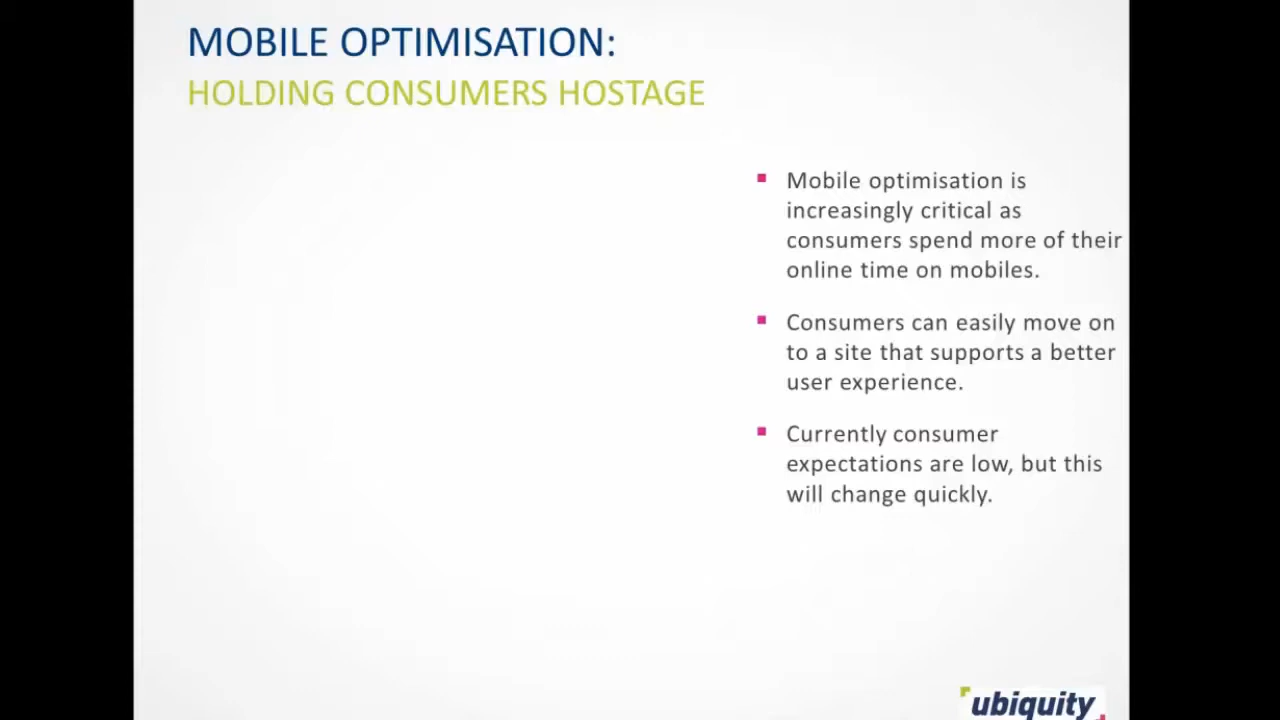 MOBILE OPTIMISATION:
HOLDING CONSUMERS HOSTAGE
Mobile optimisation is
increasingly critical as
consumers spend more of their
online time on mobiles.
Consumers can easily move on
to a site that supports a better
user experience.
Currently consumer
expectations are low, but this
will change quickly.
ubiquity